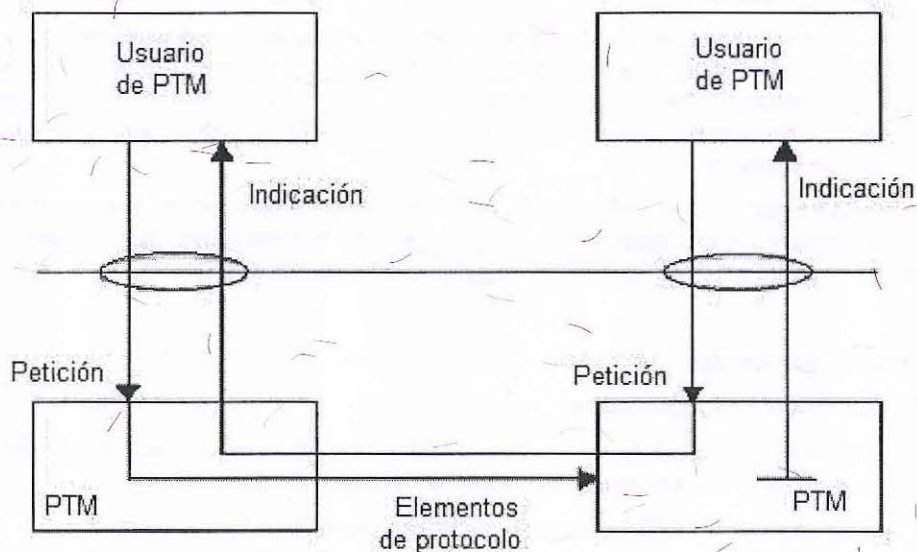 Usuario
de PTM
Usuario
de PTM
Indicación
Indicación
Petición
Petición
PTM
PTM
Elementos
de protocolo